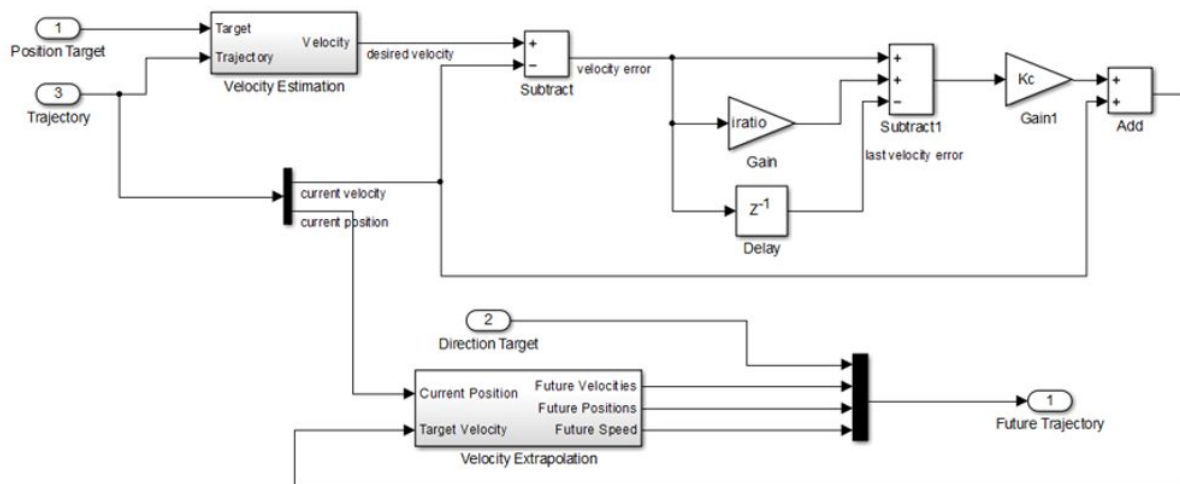 1
Position Target
Target
Trajectory
Velocity
Velocity Estimation
desired velocity
3
Trajectory
+
−
Subtract
velocity error
iratio
Gain
Z-1
Delay
+
+
−
Subtract1
last velocity error
Kc
Gain1
+
+
Add
current velocity
current position
2
Direction Target
Current Position
Target Velocity
Future Velocities
Future Positions
Future Speed
Velocity Extrapolation
1
Future Trajectory